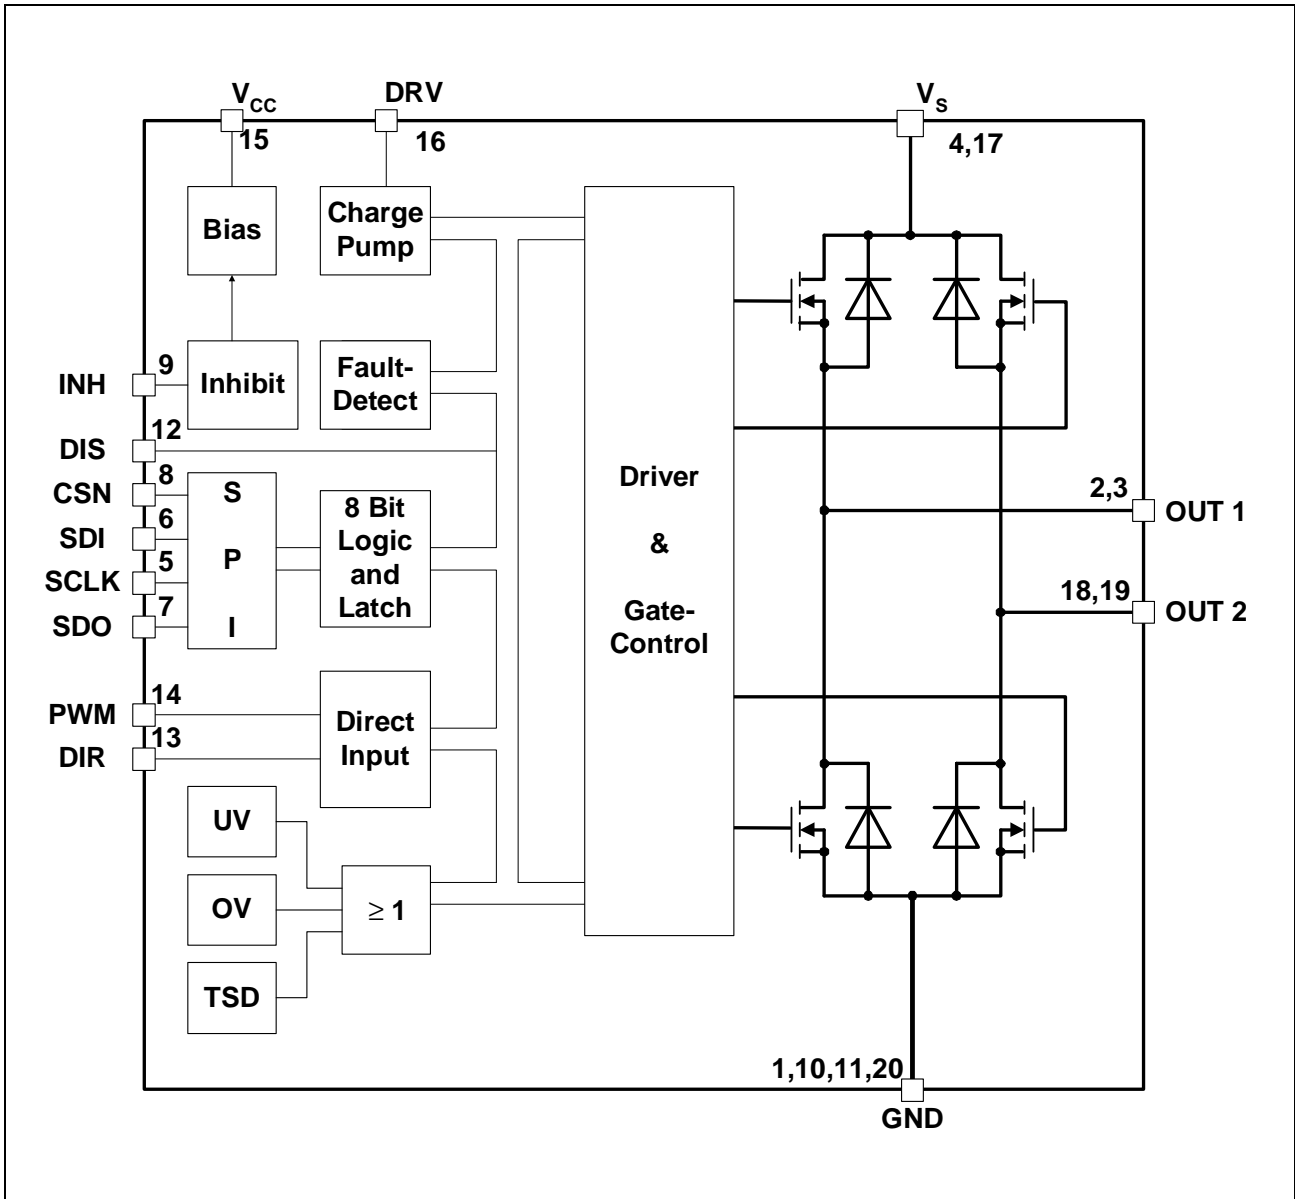 VCC
DRV
VS
15
16
4,17
Bias
Charge
Pump
INH
9
Inhibit
Fault-
Detect
DIS
12
CSN
8
SDI
6
SCLK
5
SDO
7
S
P
I
8 Bit
Logic
and
Latch
Driver
&
Gate-
Control
2,3
OUT 1
18,19
OUT 2
PWM
14
DIR
13
Direct
Input
UV
OV
TSD
≥ 1
1,10,11,20
GND